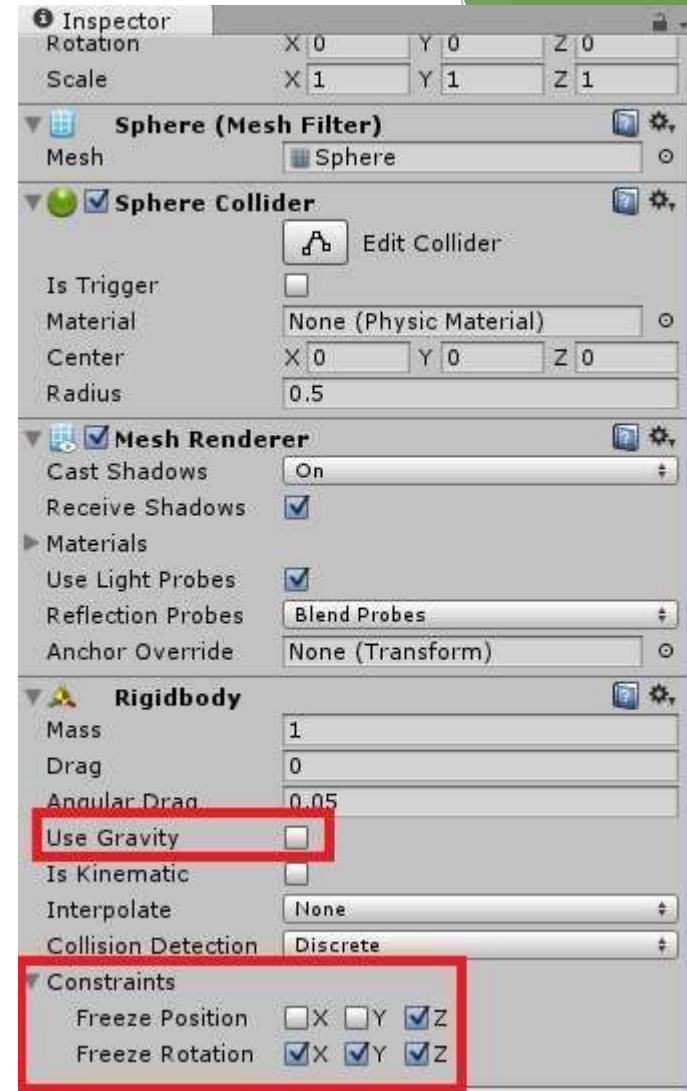 Inspector
Rotation X 0 Y 0 Z 0
Scale X 1 Y 1 Z 1
Sphere (Mesh Filter)
Mesh Sphere
Sphere Collider
Edit Collider
Is Trigger
Material None (Physic Material)
Center X 0 Y 0 Z 0
Radius 0.5
Mesh Renderer
Cast Shadows On
Receive Shadows
Materials
Use Light Probes
Reflection Probes Blend Probes
Anchor Override None (Transform)
Rigidbody
Mass 1
Drag 0
Angular Drag 0.05
Use Gravity
Is Kinematic
Interpolate None
Collision Detection Discrete
Constraints
Freeze Position X Y Z
Freeze Rotation X Y Z